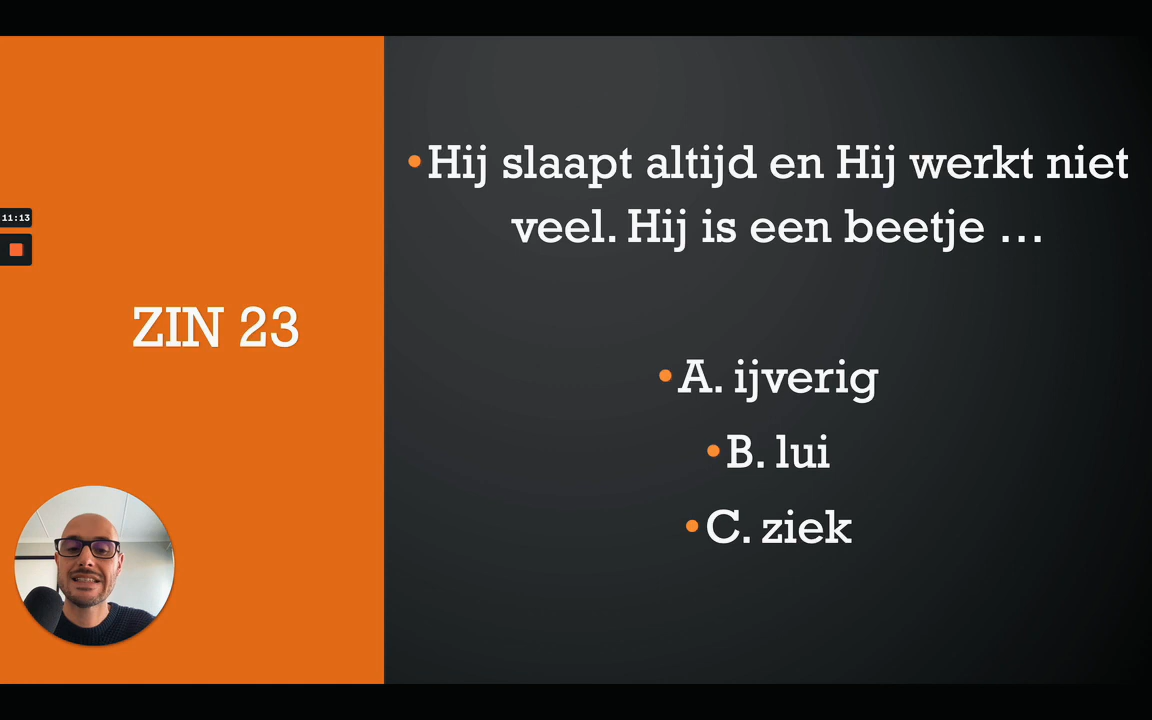 11:13
ZIN 23
•Hij slaapt altijd en Hij werkt niet
veel. Hij is een beetje …
•A. ijverig
•B. lui
•C. ziek